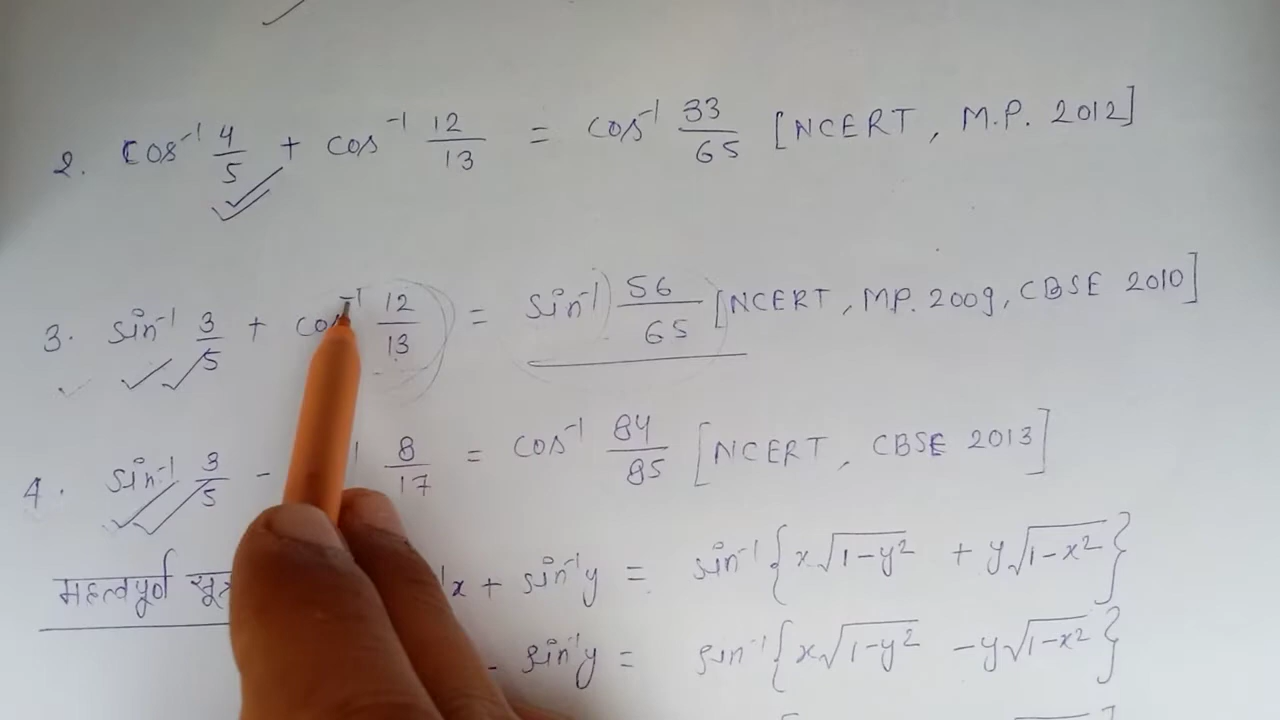 2. cos⁻¹ 4/5 + cos⁻¹ 12/13 = cos⁻¹ 33/65 [NCERT, M.P. 2012]
3. sin⁻¹ 3/5 + cos⁻¹ 12/13 = sin⁻¹ 56/65 [NCERT, MP. 2009, CBSE 2010]
4. sin⁻¹ 3/5 - ⁻¹ 8/17 = cos⁻¹ 84/85 [NCERT, CBSE 2013]
महत्वपूर्ण ⁻¹x + sin⁻¹y = sin⁻¹{x√1-y² + y√1-x²}
- sin⁻¹y = sin⁻¹{x√1-y² - y√1-x²}